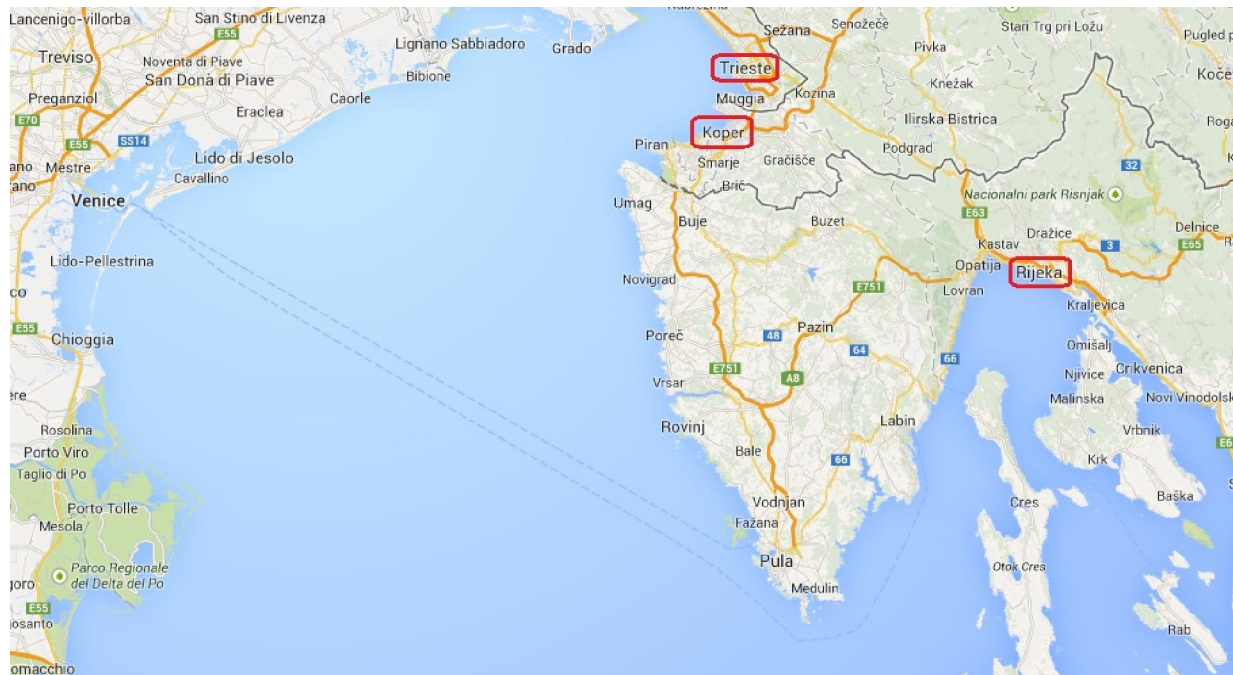 Lancenigo-villorba
San Stino di Livenza
E55
Treviso
Noventa di Piave
San Donà di Piave
Lignano Sabbiadoro
Grado
Bibione
Caorle
Preganziol
Eraclea
E70
E55
SS14
Mestre
Lido di Jesolo
Cavallino
Venice
Lido-Pellestrina
E55
Chioggia
Rosolina
Porto Viro
Taglio di Po
Porto Tolle
Mesola
Parco Regionale
del Delta del Po
E55
Sežana
Senožeče
Stari Trg pri Ložu
Pivka
Trieste
Knežak
Muggia
Kozina
Koper
Ilirska Bistrica
Piran
Smarje
Gračišče
Podgrad
Brič
32
Nacionalni park Risnjak
Umag
Buje
Buzet
E63
Dražice
Delnice
Kastav
3
E65
Opatija
Rijeka
Novigrad
E751
Lovran
Kraljevica
Poreč
48
Pazin
64
Omišalj
66
E751
A8
Njivice
Crikvenica
Vrsar
Malinska
Novi Vinodolsk
Rovinj
Labin
Vrbnik
Bale
66
Krk
Vodnjan
Cres
Baška
Fažana
Pula
Otok Cres
Medulin
Rab